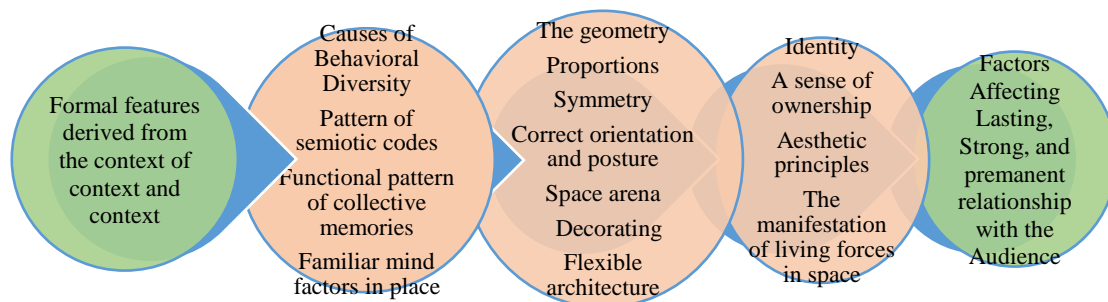 Formal features
derived from
the context of
context and
context
Causes of
Behavioral
Diversity
Pattern of
semiotic codes
Functional pattern
of collective
memories
Familiar mind
factors in place
The geometry
Proportions
Symmetry
Correct orientation
and posture
Space arena
Decorating
Flexible
architecture
Identity
A sense of
ownership
Aesthetic
principles
The
manifestation
of living forces
in space
Factors
Affecting
Lasting,
Strong, and
premanant
relationship
with the
Audience